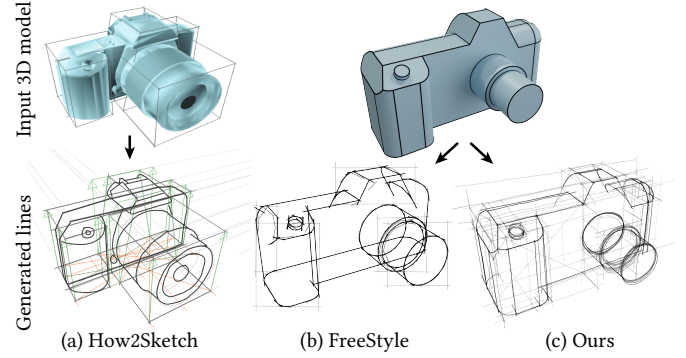 Input 3D model
Generated lines
(a) How2Sketch
(b) FreeStyle
(c) Ours